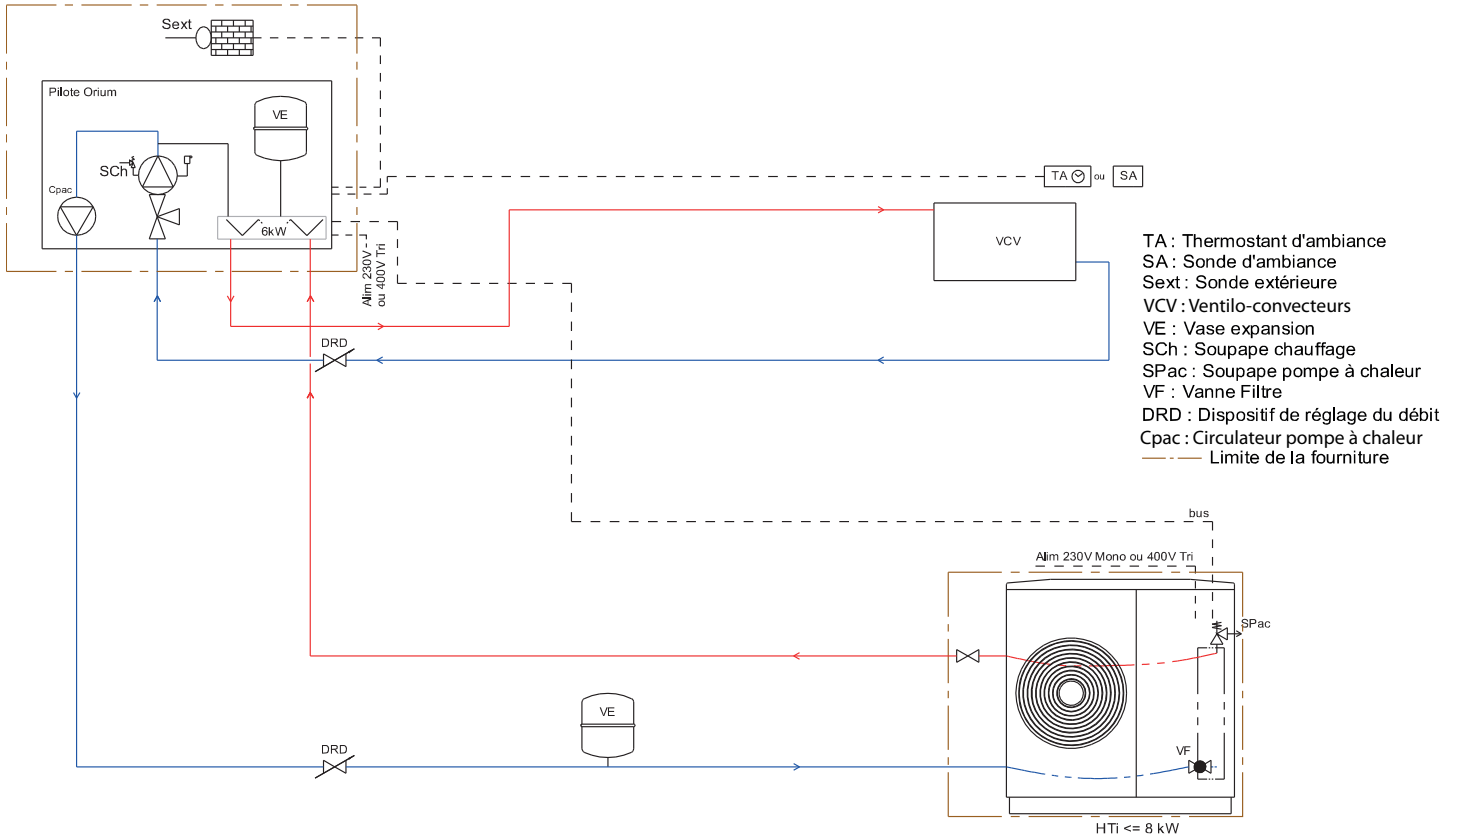 Sext
Pilote Orium
VE
SCh
Cpac
6kW
Alim 230V -
ou 400V Tri
TA ou SA
VCV
DRD
TA : Thermostant d'ambiance
SA : Sonde d'ambiance
Sext : Sonde extérieure
VCV : Ventilo-convecteurs
VE : Vase expansion
SCh : Soupape chauffage
SPac : Soupape pompe à chaleur
VF : Vanne Filtre
DRD : Dispositif de réglage du débit
Cpac : Circulateur pompe à chaleur
Limite de la fourniture
bus
Alim 230V Mono ou 400V Tri
SPac
VE
DRD
VF
HTi <= 8 kW